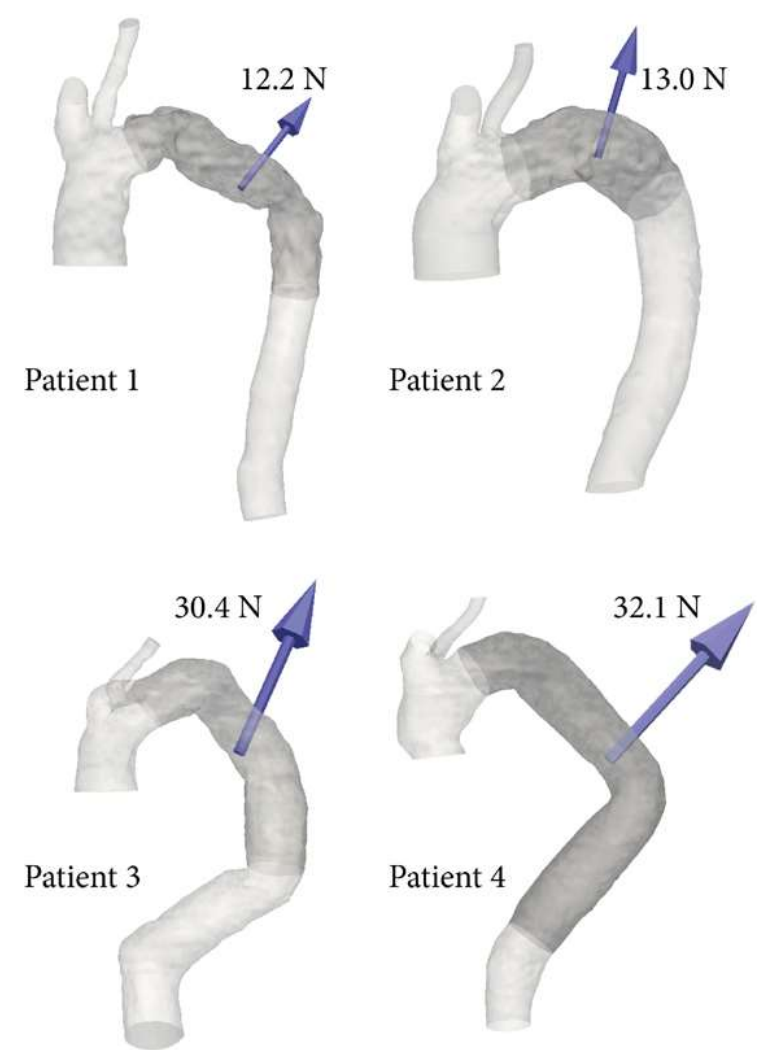 12.2 N
13.0 N
Patient 1
Patient 2
30.4 N
32.1 N
Patient 3
Patient 4